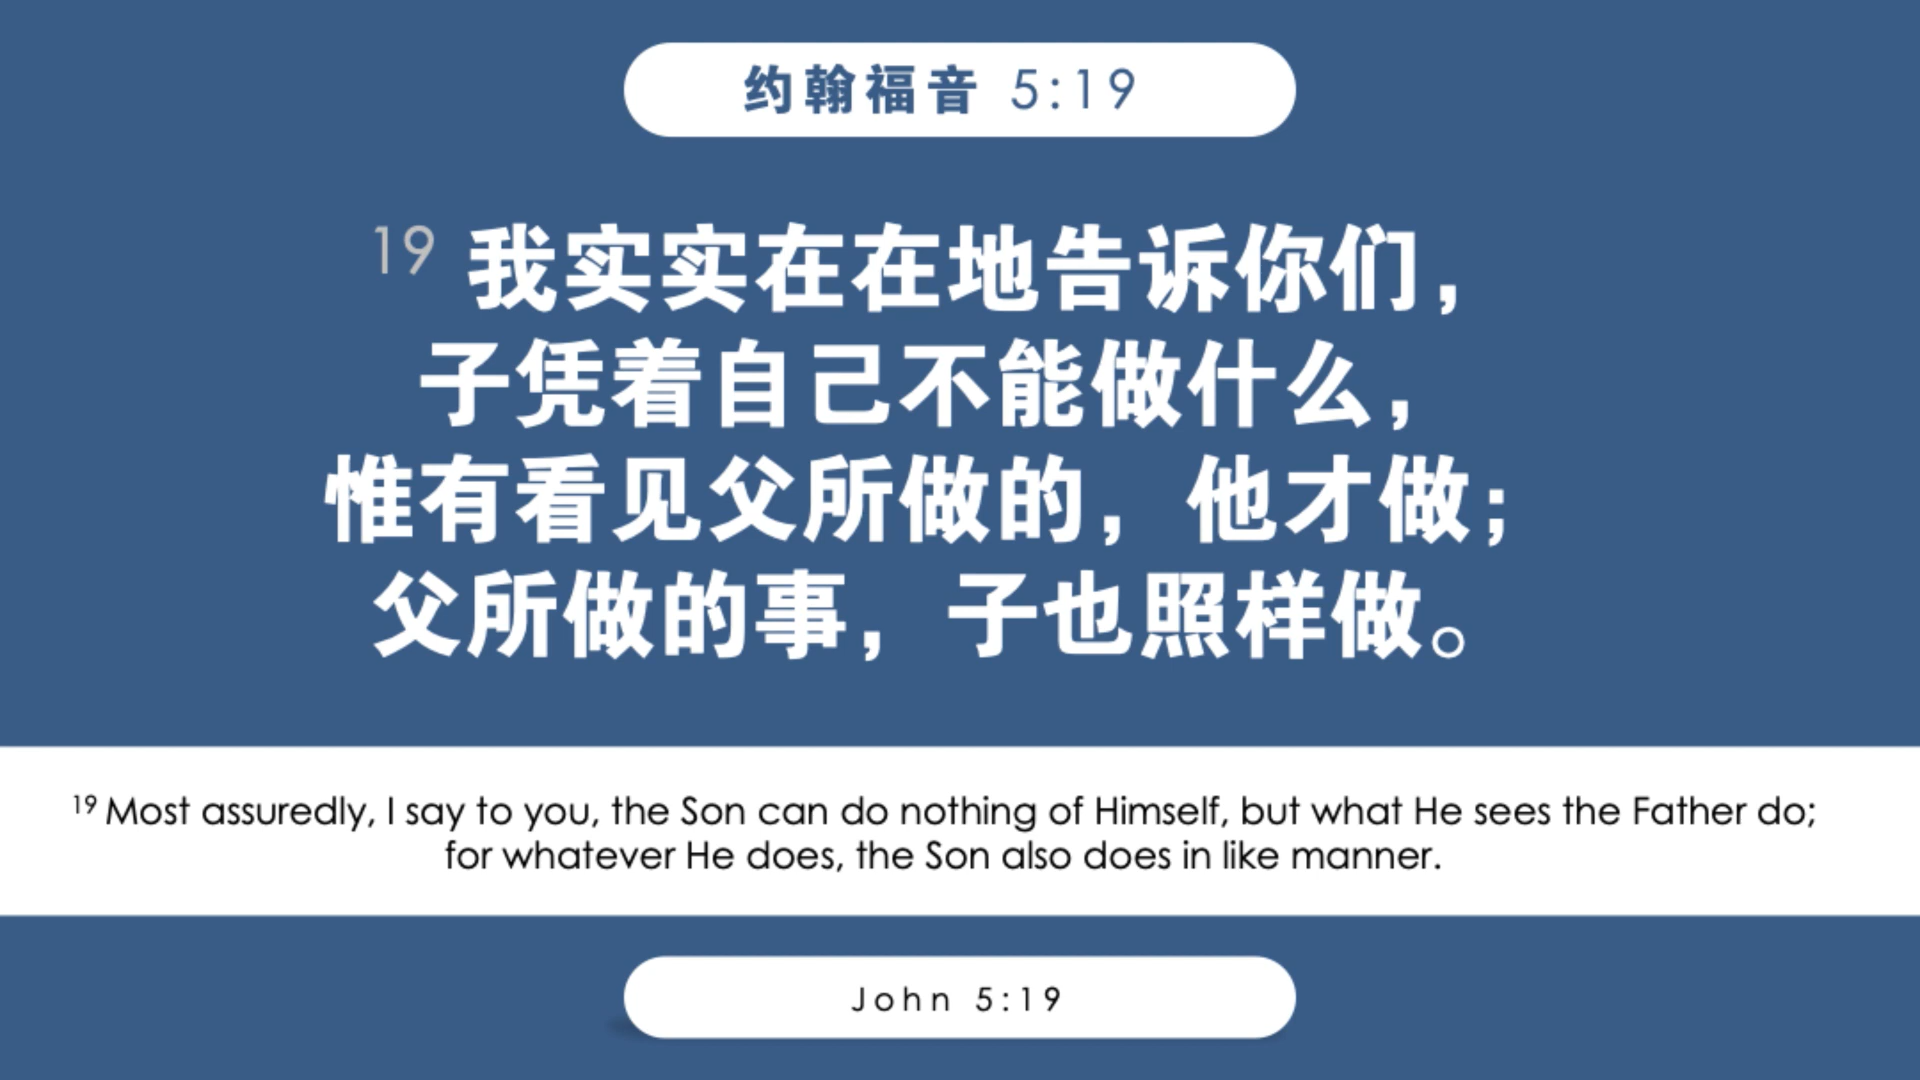 约翰福音 5:19
19 我实实在在地告诉你们，
子凭着自己不能做什么，
惟有看见父所做的，他才做；
父所做的事，子也照样做。
19 Most assuredly, I say to you, the Son can do nothing of Himself, but what He sees the Father do;
for whatever He does, the Son also does in like manner.
John 5:19